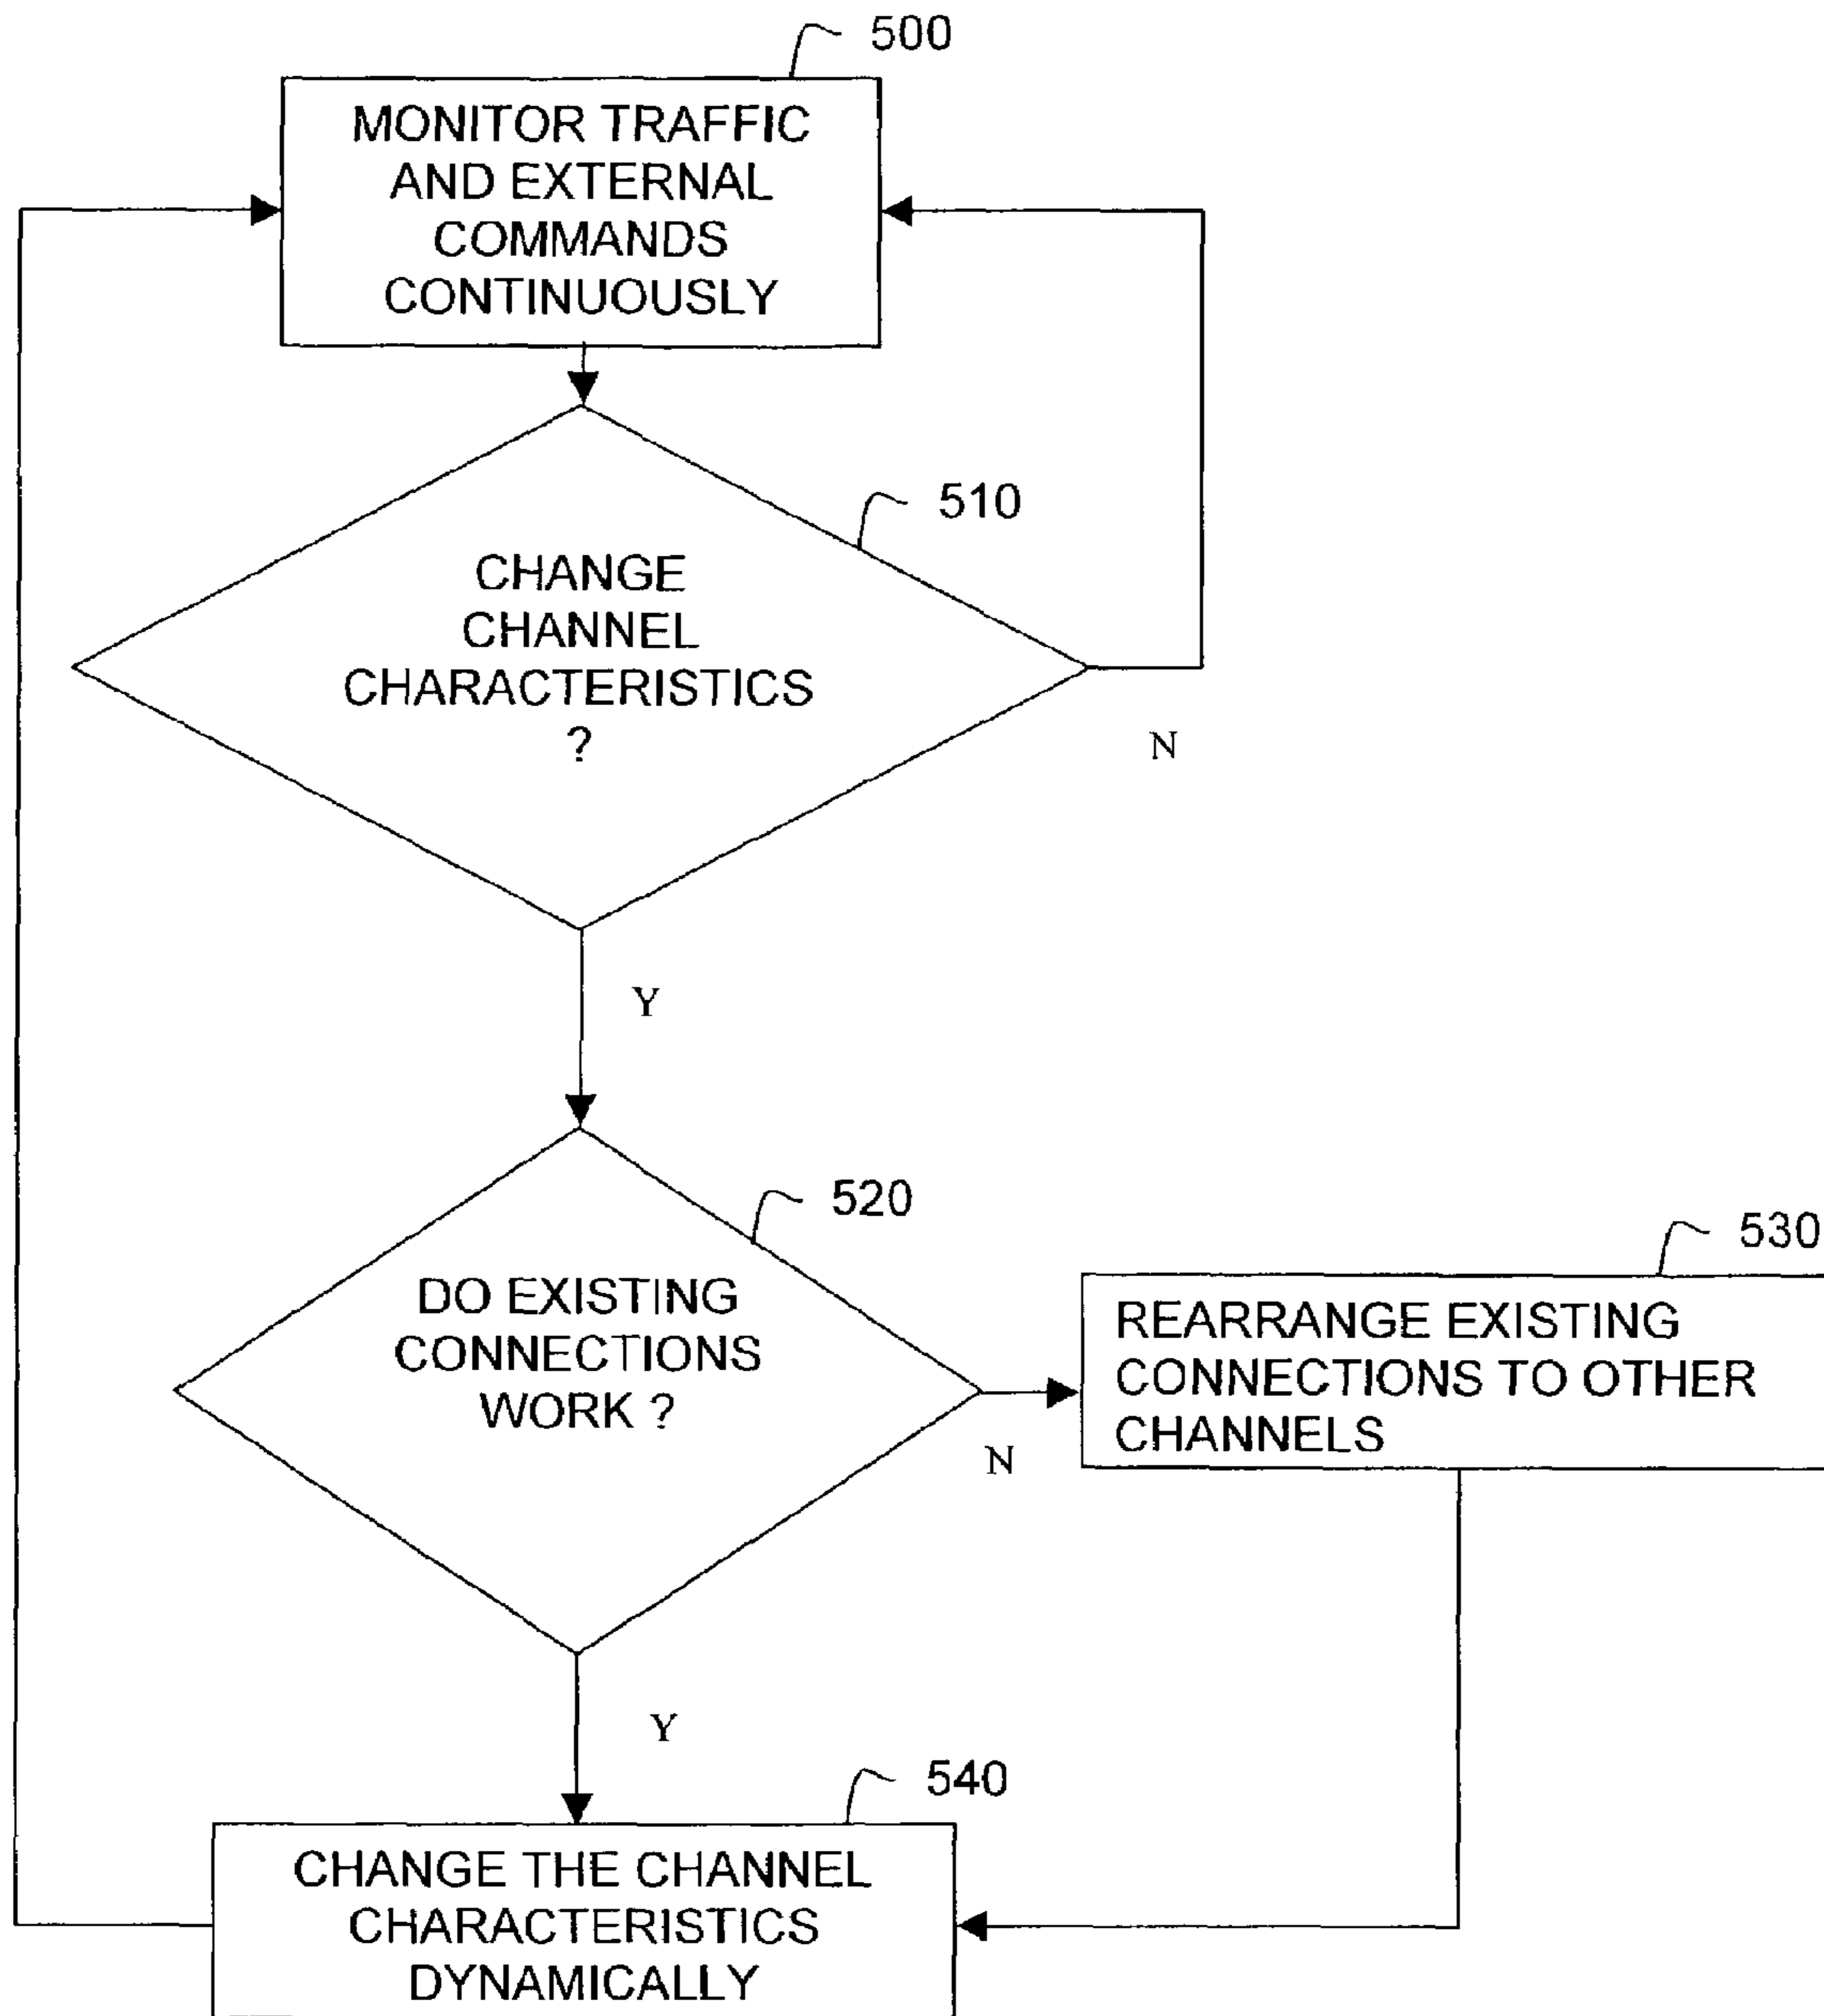 500
MONITOR TRAFFIC
AND EXTERNAL
COMMANDS
CONTINUOUSLY
510
CHANGE
CHANNEL
CHARACTERISTICS
?
N
Y
520
DO EXISTING
CONNECTIONS
WORK ?
N
530
REARRANGE EXISTING
CONNECTIONS TO OTHER
CHANNELS
Y
540
CHANGE THE CHANNEL
CHARACTERISTICS
DYNAMICALLY